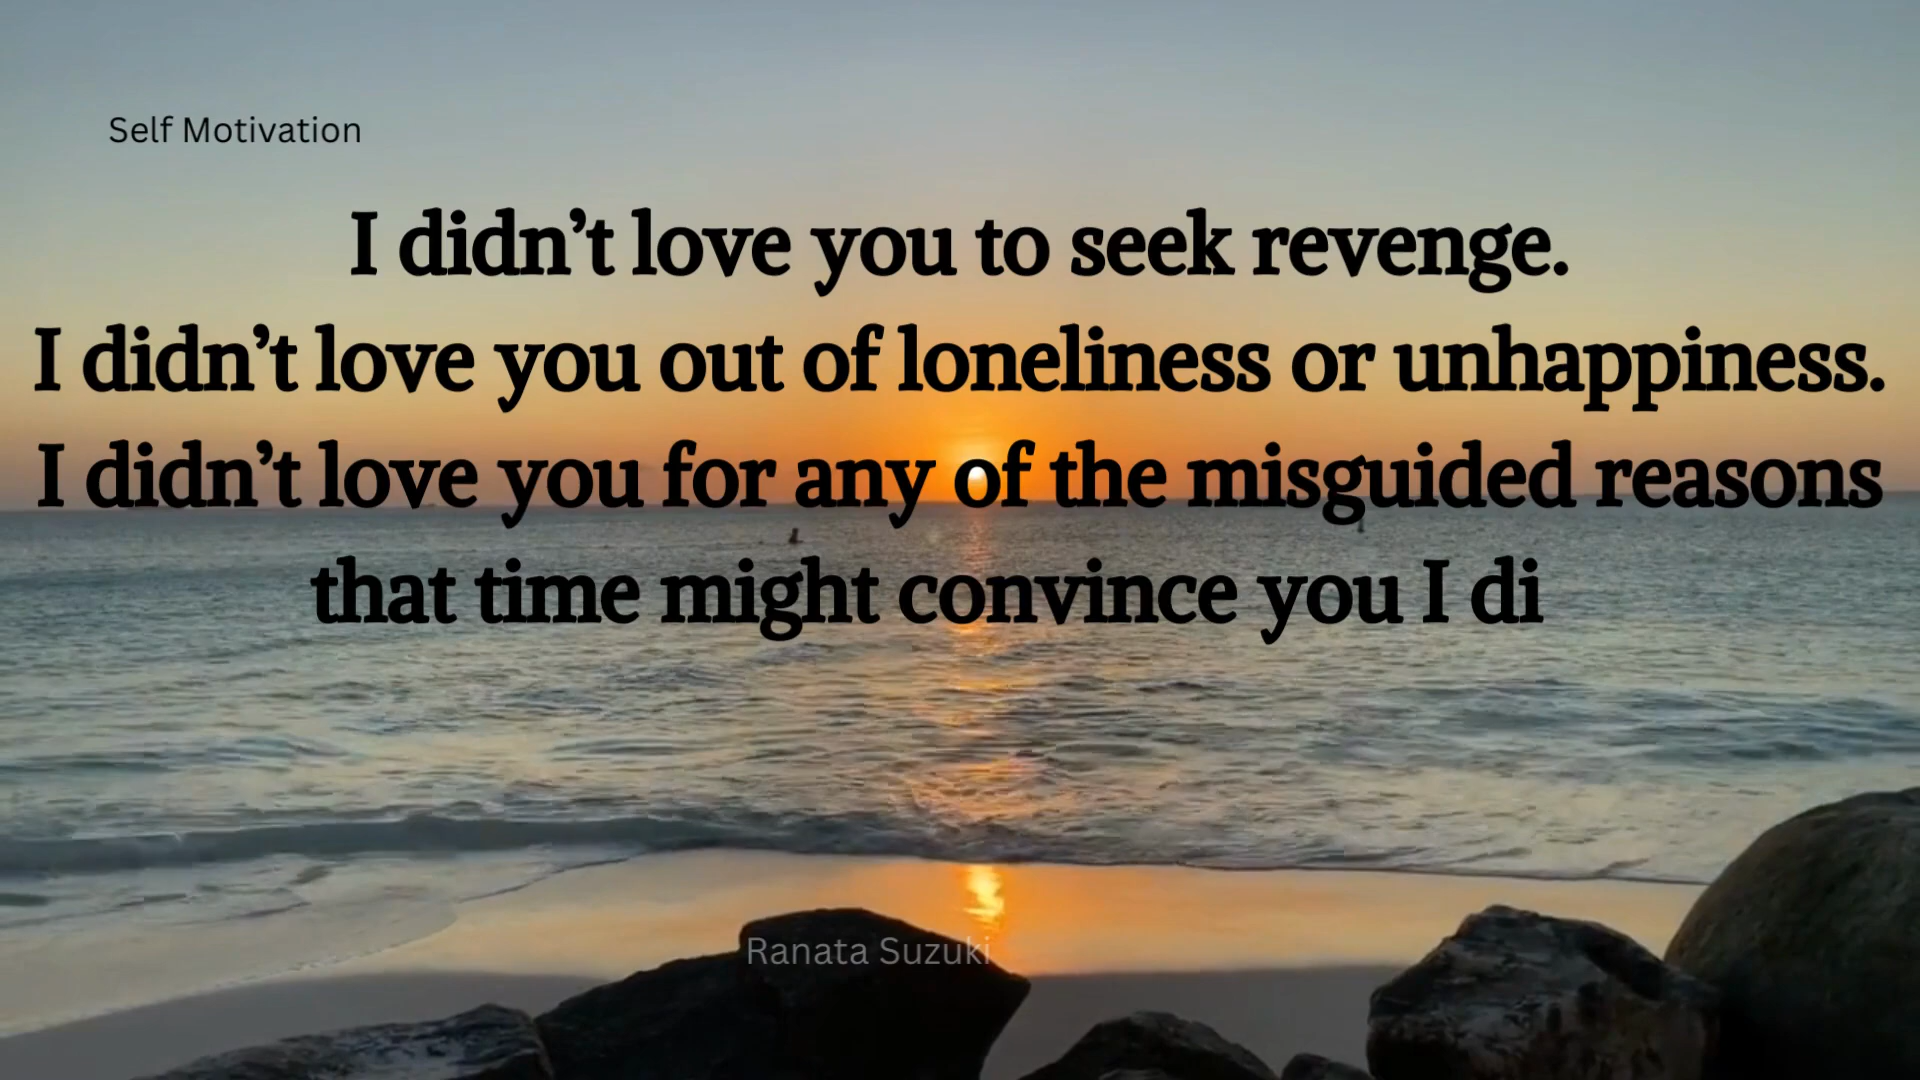 Self Motivation
I didn’t love you to seek revenge.
I didn’t love you out of loneliness or unhappiness.
I didn’t love you for any of the misguided reasons
that time might convince you I di
Ranata Suzuki